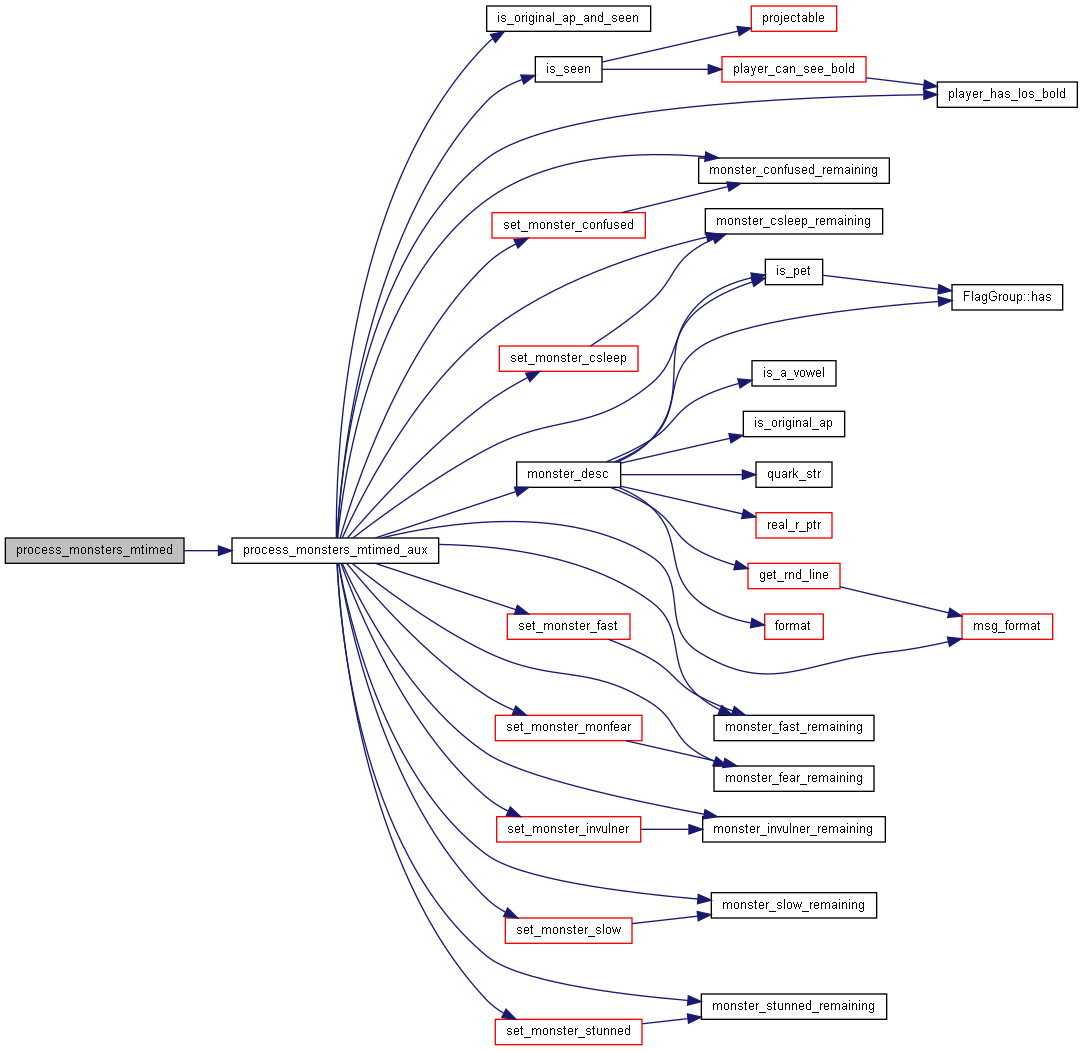 is_original_ap_and_seen
projectable
is_seen
player_can_see_bold
player_has_los_bold
monster_confused_remaining
set_monster_confused
monster_csleep_remaining
is_pet
FlagGroup::has
set_monster_csleep
is_a_vowel
is_original_ap
monster_desc
quark_str
real_r_ptr
process_monsters_mtimed
process_monsters_mtimed_aux
get_rnd_line
set_monster_fast
format
msg_format
set_monster_monfear
monster_fast_remaining
monster_fear_remaining
set_monster_invulner
monster_invulner_remaining
monster_slow_remaining
set_monster_slow
monster_stunned_remaining
set_monster_stunned